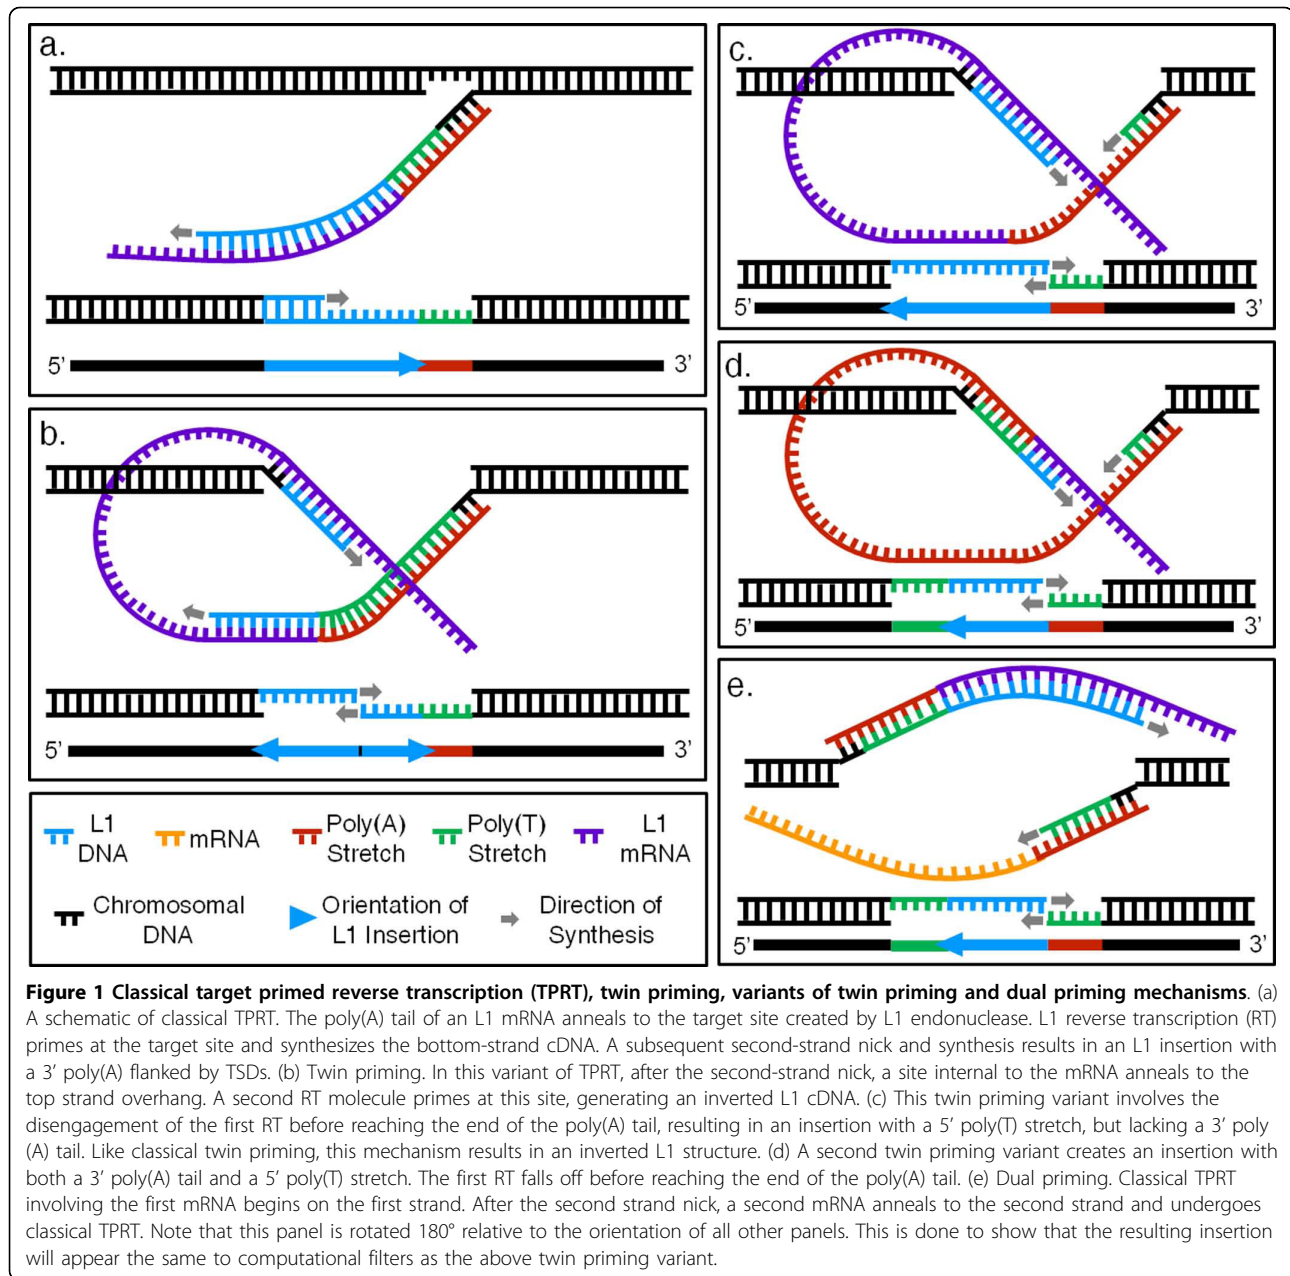 a.
5’ 3’
b.
5’ 3’
L1 DNA
mRNA
Poly(A) Stretch
Poly(T) Stretch
L1 mRNA
Chromosomal DNA
Orientation of L1 Insertion
Direction of Synthesis
c.
5’ 3’
d.
5’ 3’
e.
5’ 3’
Figure 1 Classical target primed reverse transcription (TPRT), twin priming, variants of twin priming and dual priming mechanisms. (a)
A schematic of classical TPRT. The poly(A) tail of an L1 mRNA anneals to the target site created by L1 endonuclease. L1 reverse transcription (RT)
primes at the target site and synthesizes the bottom-strand cDNA. A subsequent second-strand nick and synthesis results in an L1 insertion with
a 3’ poly(A) flanked by TSDs. (b) Twin priming. In this variant of TPRT, after the second-strand nick, a site internal to the mRNA anneals to the
top strand overhang. A second RT molecule primes at this site, generating an inverted L1 cDNA. (c) This twin priming variant involves the
disengagement of the first RT before reaching the end of the poly(A) tail, resulting in an insertion with a 5’ poly(T) stretch, but lacking a 3’ poly
(A) tail. Like classical twin priming, this mechanism results in an inverted L1 structure. (d) A second twin priming variant creates an insertion with
both a 3’ poly(A) tail and a 5’ poly(T) stretch. The first RT falls off before reaching the end of the poly(A) tail. (e) Dual priming. Classical TPRT
involving the first mRNA begins on the first strand. After the second strand nick, a second mRNA anneals to the second strand and undergoes
classical TPRT. Note that this panel is rotated 180° relative to the orientation of all other panels. This is done to show that the resulting insertion
will appear the same to computational filters as the above twin priming variant.